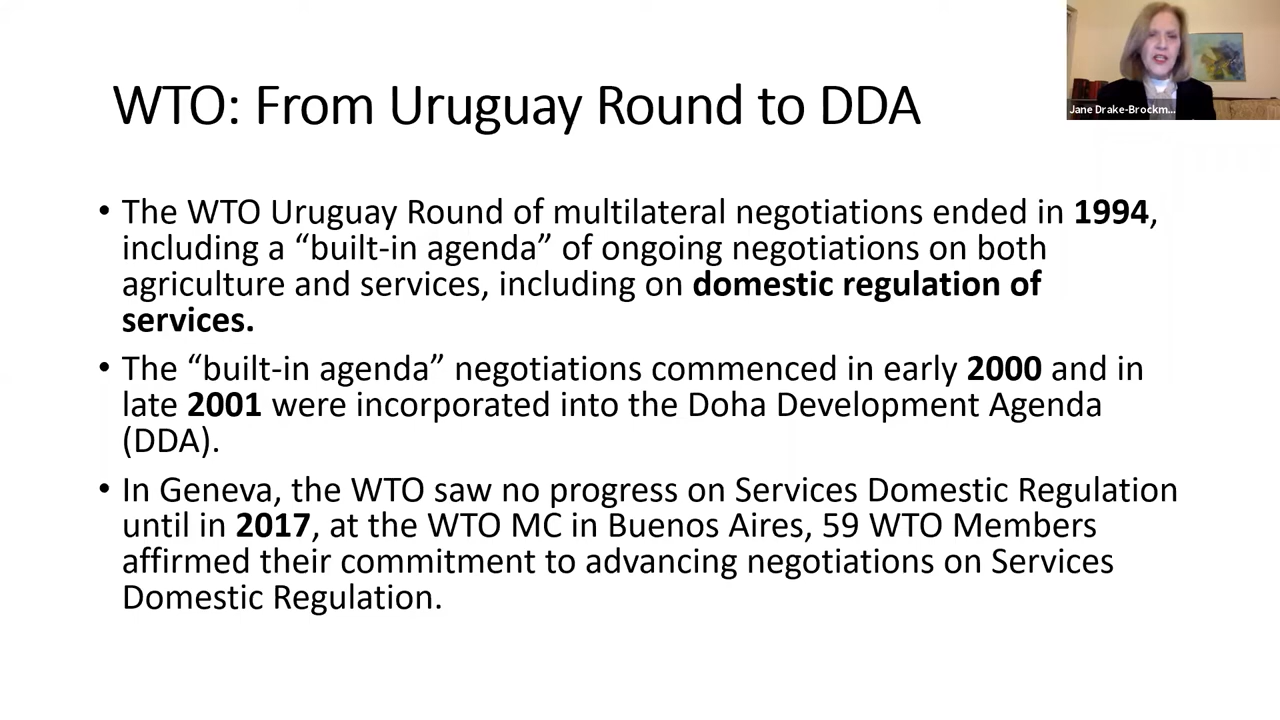 WTO: From Uruguay Round to DDA
Jane Drake-Brockm...
• The WTO Uruguay Round of multilateral negotiations ended in 1994,
including a “built-in agenda” of ongoing negotiations on both
agriculture and services, including on domestic regulation of
services.
• The “built-in agenda” negotiations commenced in early 2000 and in
late 2001 were incorporated into the Doha Development Agenda
(DDA).
• In Geneva, the WTO saw no progress on Services Domestic Regulation
until in 2017, at the WTO MC in Buenos Aires, 59 WTO Members
affirmed their commitment to advancing negotiations on Services
Domestic Regulation.